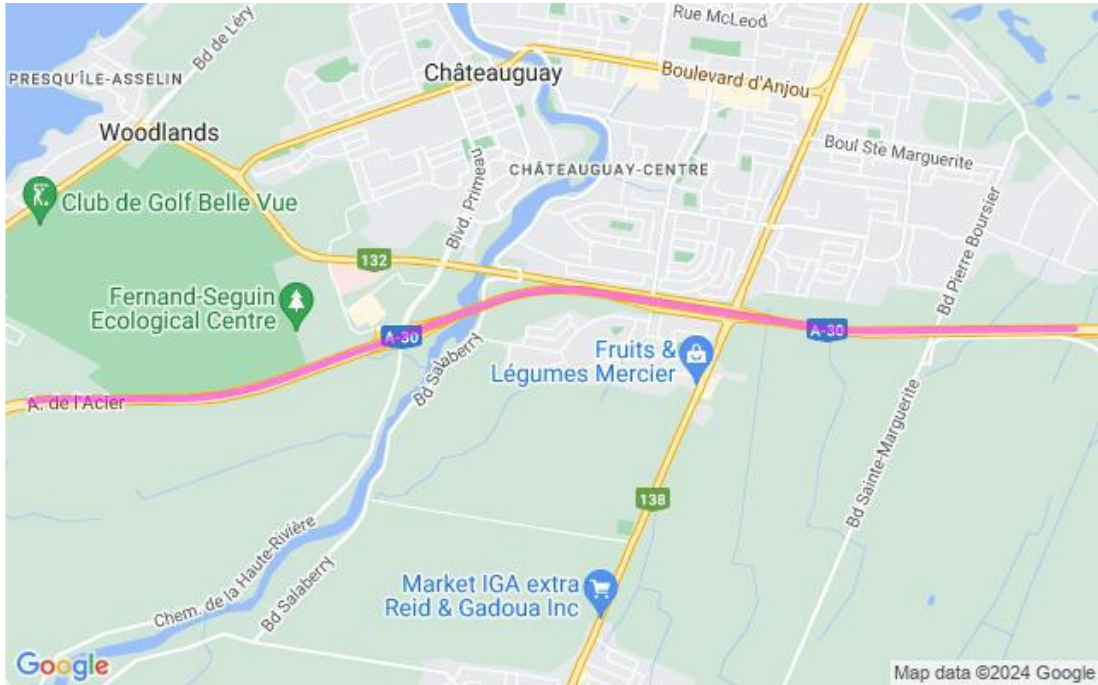 Rue McLeod
Bd de Léry
PRESQU'ÎLE-ASSELIN
Châteauguay
Boulevard d'Anjou
Woodlands
Boul Ste Marguerite
Blvd. Primeau
CHÂTEAUGUAY-CENTRE
Club de Golf Belle Vue
Bd Pierre Boursier
132
Fernand-Seguin
Ecological Centre
A-30
A-30
Bd Salaberry
Fruits &
Légumes Mercier
A. de l'Acier
Bd Sainte-Marguerite
138
Chem. de la Haute-Rivière
Bd Salaberry
Market IGA extra
Reid & Gadoua Inc
Google
Map data ©2024 Google